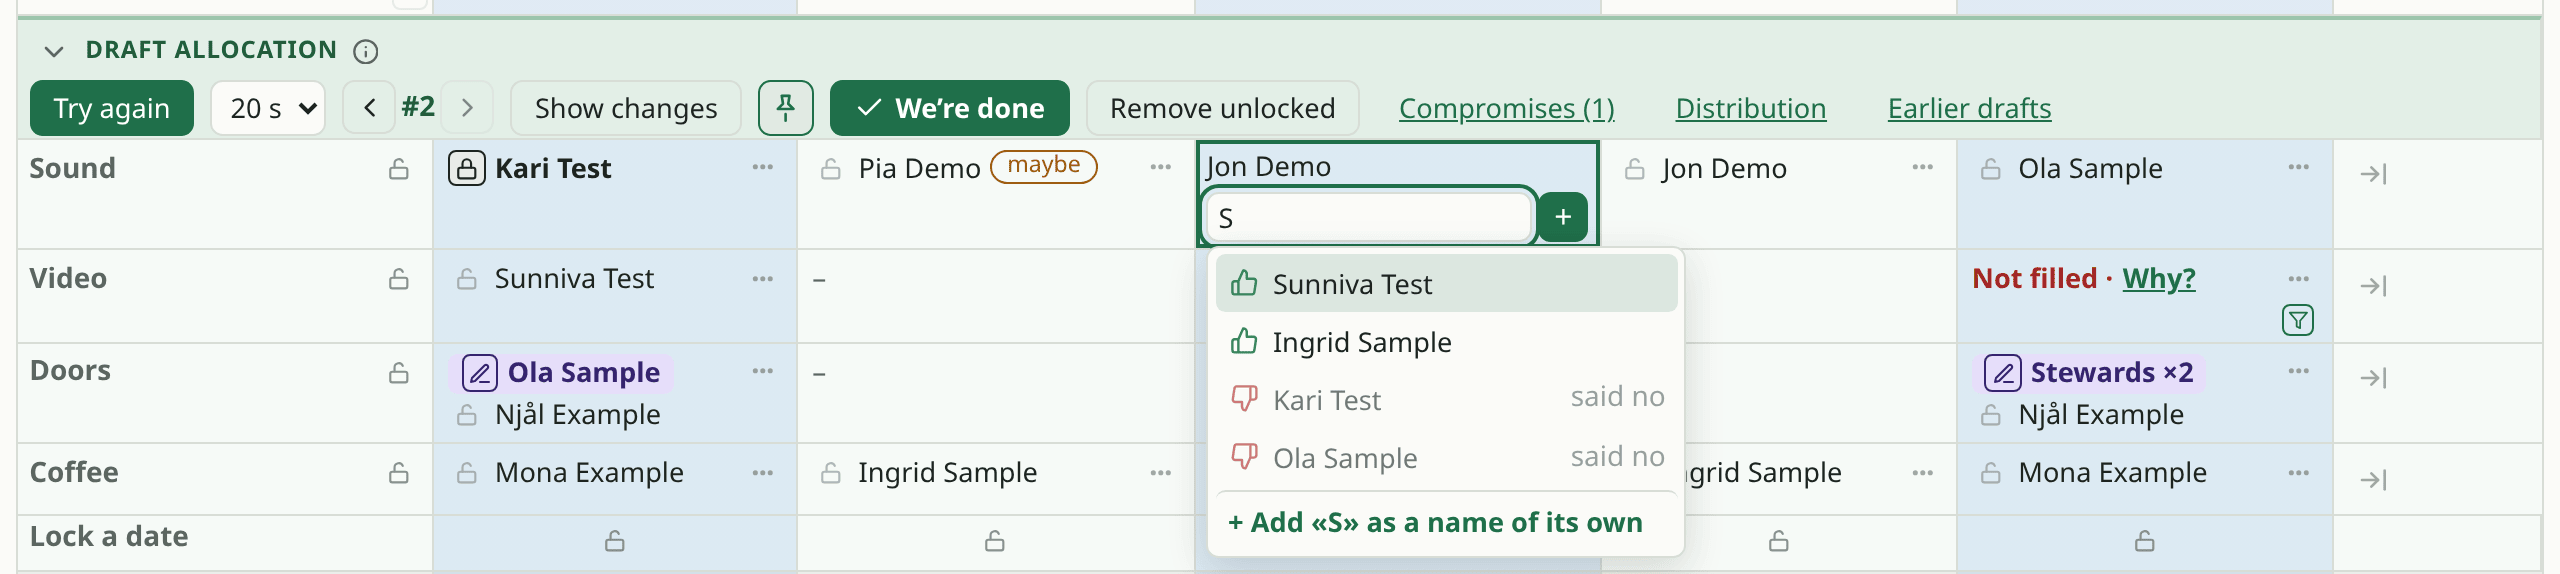 DRAFT ALLOCATION
Try again 20 s #2 Show changes We’re done Remove unlocked Compromises (1) Distribution Earlier drafts
Sound Kari Test Pia Demo maybe Jon Demo Jon Demo Ola Sample
S +
Video Sunniva Test – Not filled · Why?
Sunniva Test
Ingrid Sample
Doors Ola Sample – Stewards ×2
Njål Example Njål Example
Kari Test said no
Ola Sample said no
Coffee Mona Example Ingrid Sample grid Sample Mona Example
+ Add «S» as a name of its own
Lock a date